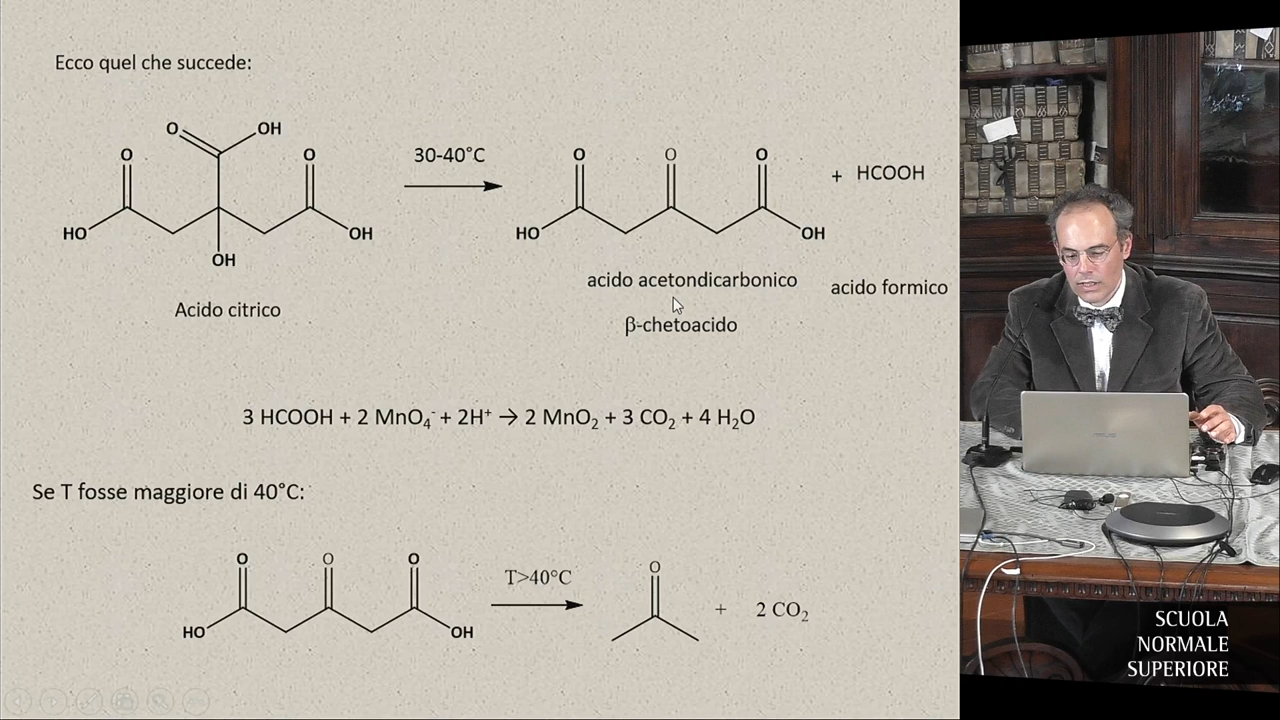 Ecco quel che succede:
O OH
O O
HO OH
OH
Acido citrico
30-40°C
O O O
HO OH
+ HCOOH
acido acetondicarbonico
β-chetoacido
acido formico
3 HCOOH + 2 MnO₄⁻ + 2H⁺ → 2 MnO₂ + 3 CO₂ + 4 H₂O
Se T fosse maggiore di 40°C:
O O O
HO OH
T>40°C
O
+ 2 CO₂
SCUOLA
NORMALE
SUPERIORE